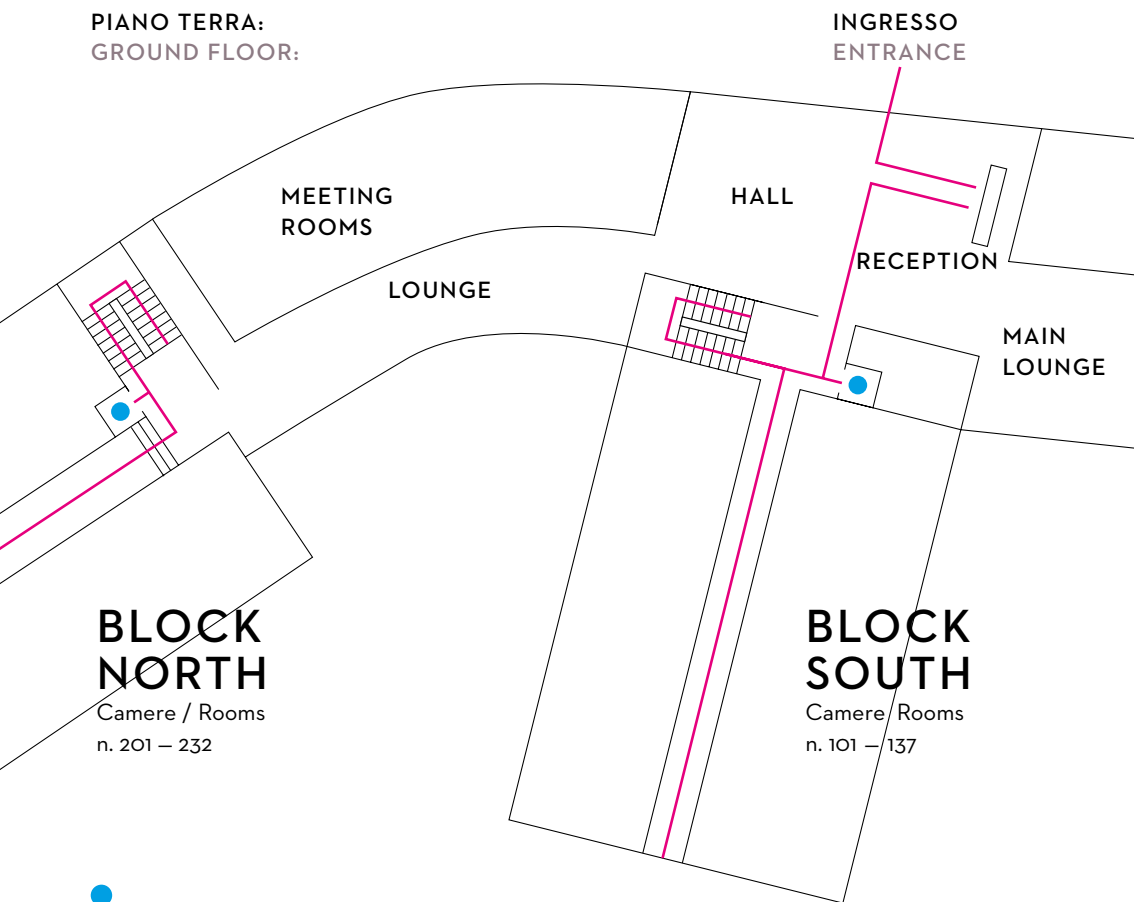 PIANO TERRA:
GROUND FLOOR:
INGRESSO
ENTRANCE
MEETING
ROOMS
HALL
RECEPTION
LOUNGE
MAIN
LOUNGE
BLOCK
NORTH
Camere / Rooms
n. 201 – 232
BLOCK
SOUTH
Camere/ Rooms
n. 101 – 137